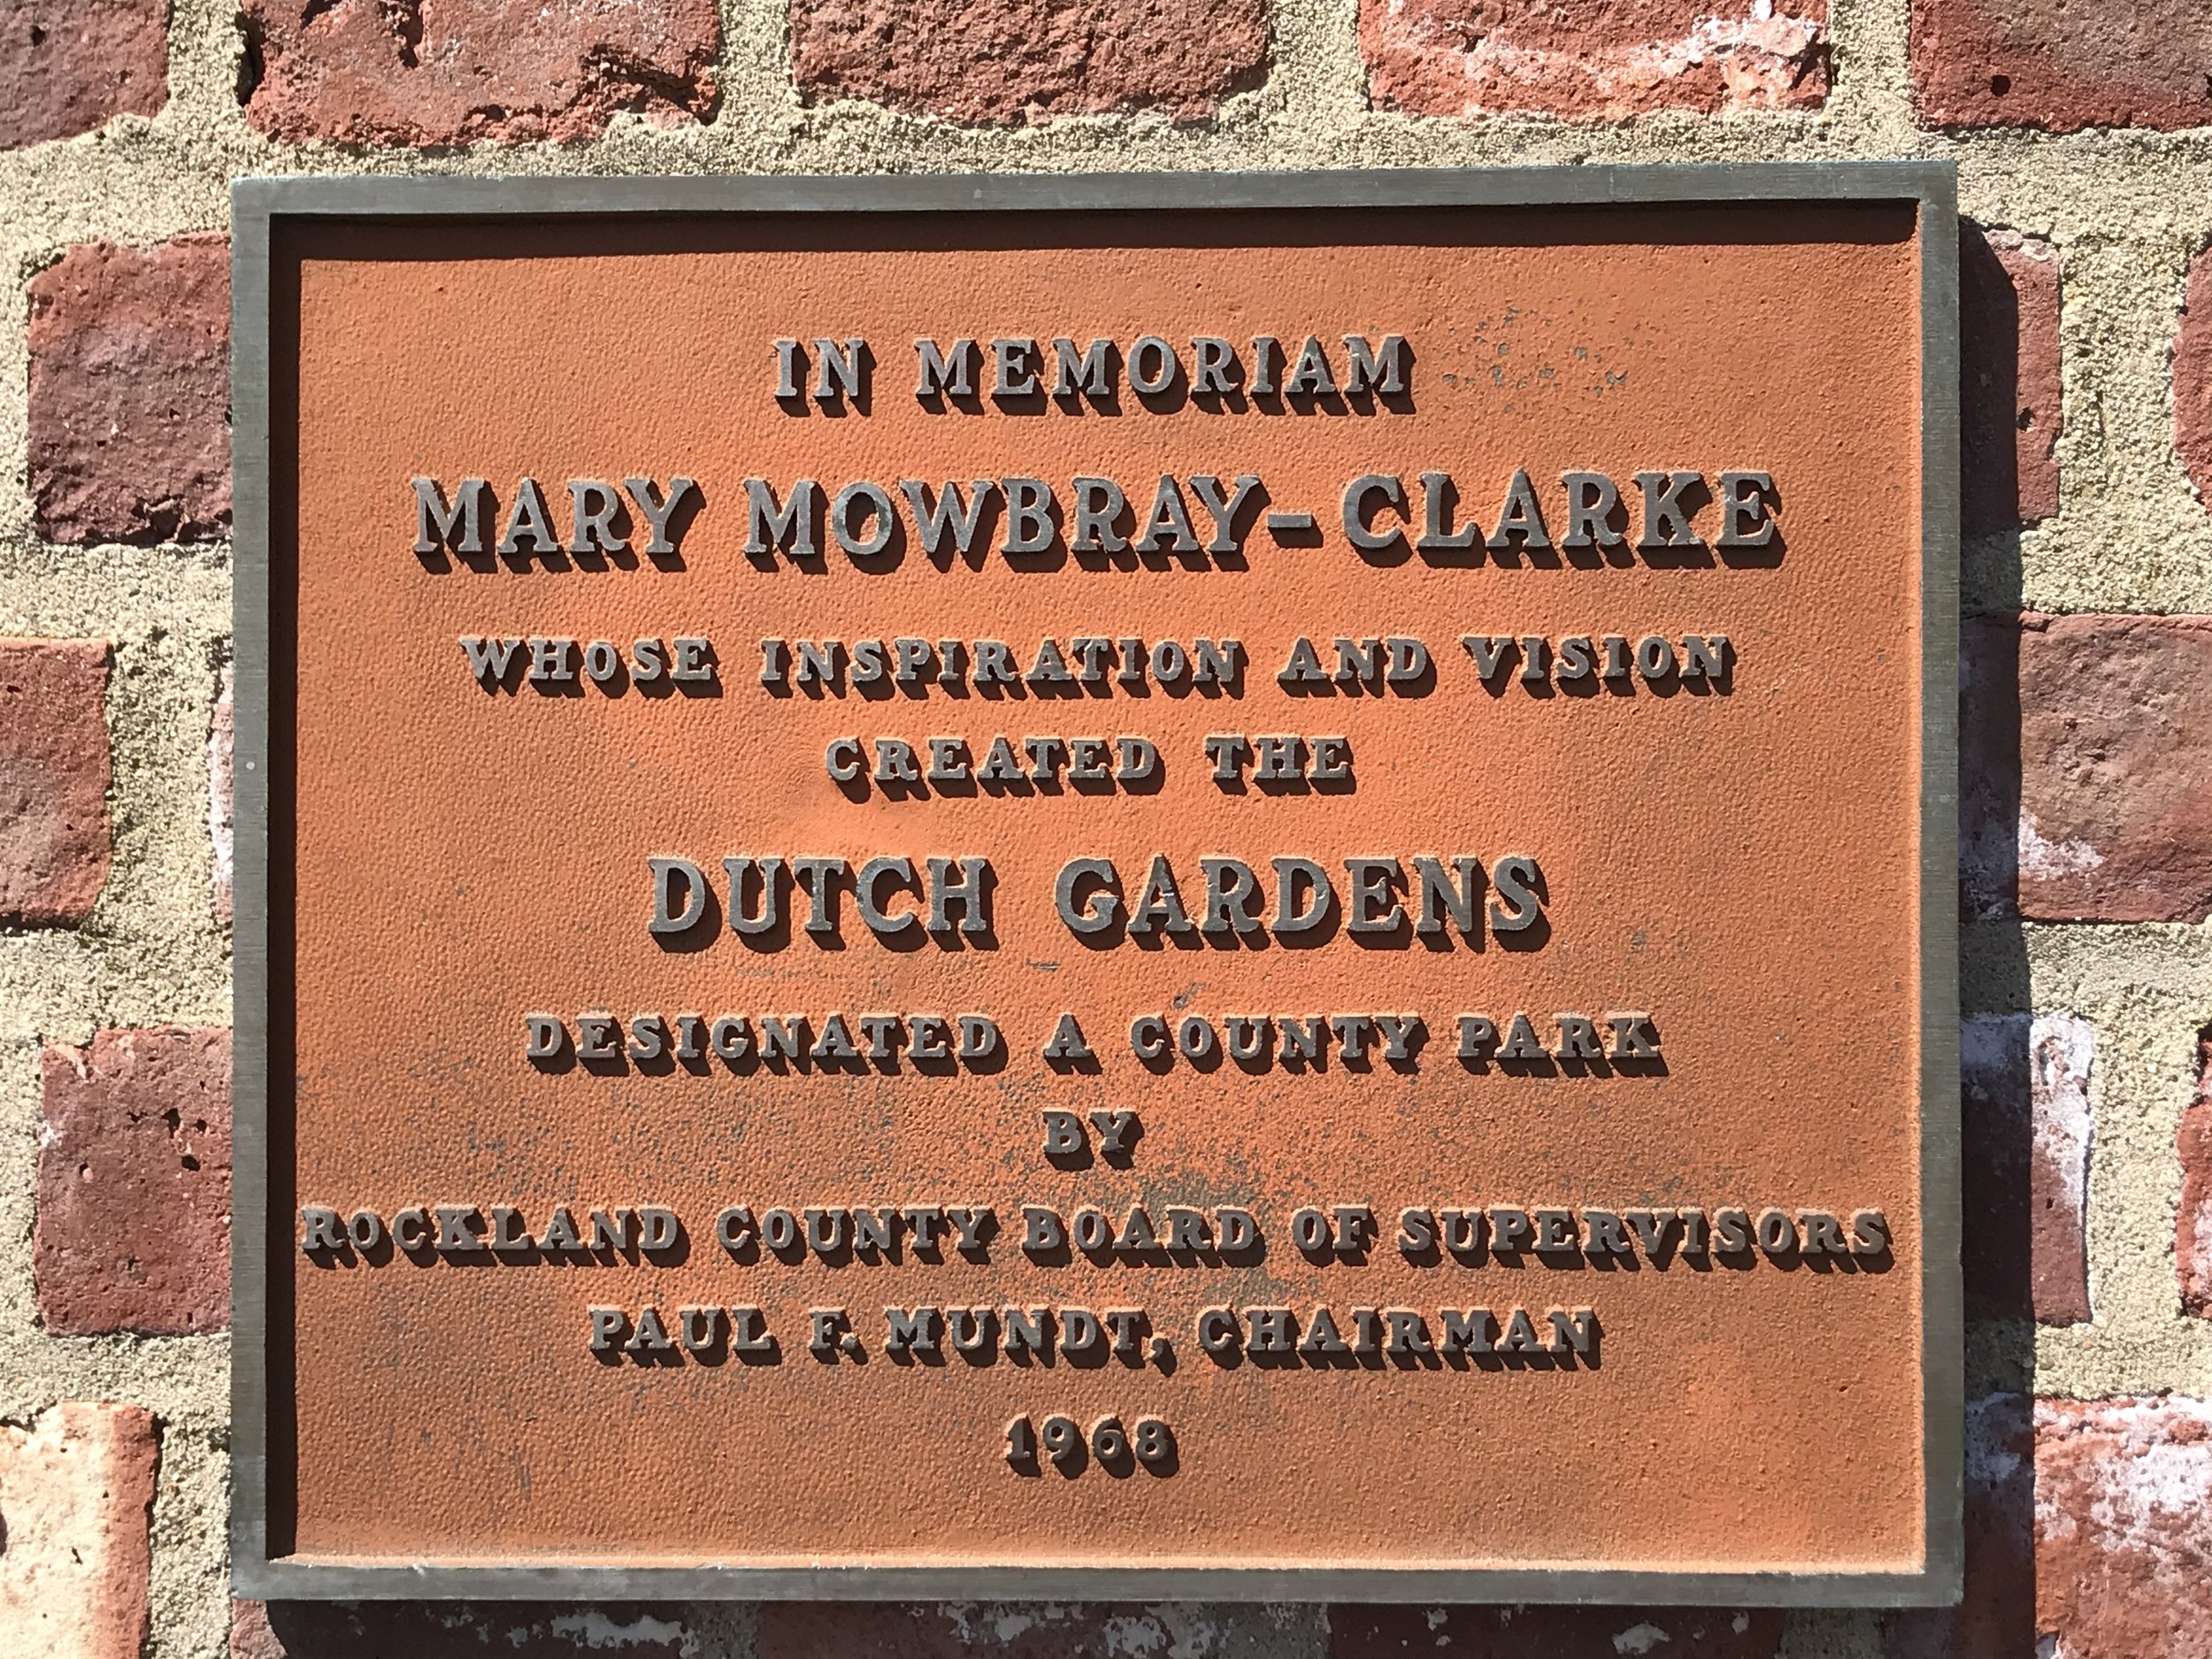 IN MEMORIAM
MARY MOWBRAY-CLARKE
WHOSE INSPIRATION AND VISION
CREATED THE
DUTCH GARDENS
DESIGNATED A COUNTY PARK
BY
ROCKLAND COUNTY BOARD OF SUPERVISORS
PAUL F. MUNDT, CHAIRMAN
1968